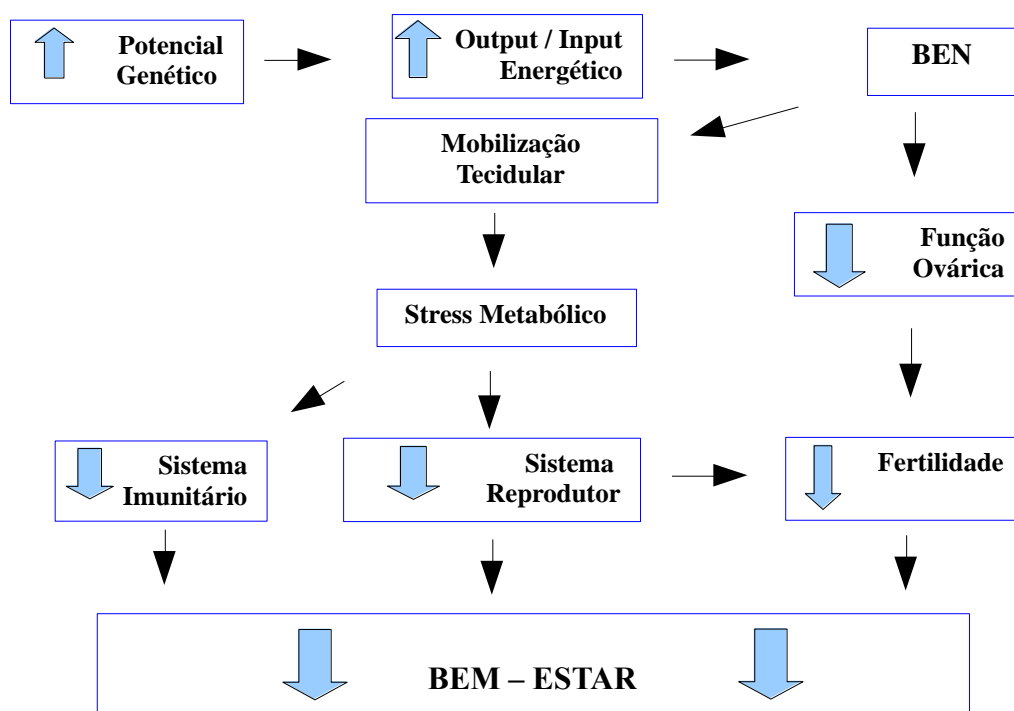 Potencial
Genético
Output / Input
Energético
BEN
Mobilização
Tecidular
Função
Ovárica
Stress Metabólico
Sistema
Imunitário
Sistema
Reprodutor
Fertilidade
BEM – ESTAR